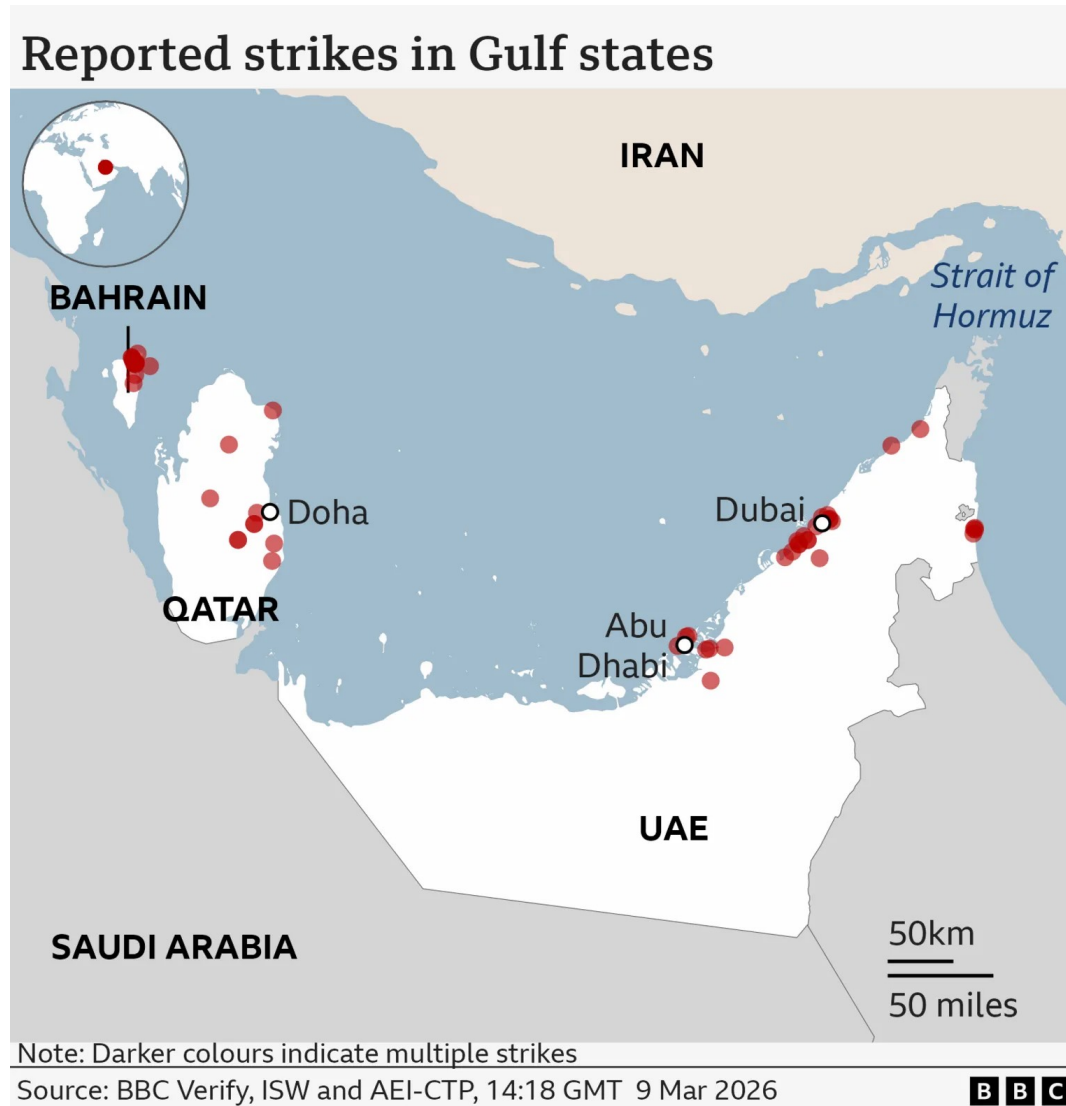 Reported strikes in Gulf states
IRAN
Strait of
Hormuz
BAHRAIN
Doha
QATAR
Dubai
Abu
Dhabi
UAE
SAUDI ARABIA
50km
50 miles
Note: Darker colours indicate multiple strikes
Source: BBC Verify, ISW and AEI-CTP, 14:18 GMT 9 Mar 2026
BBC